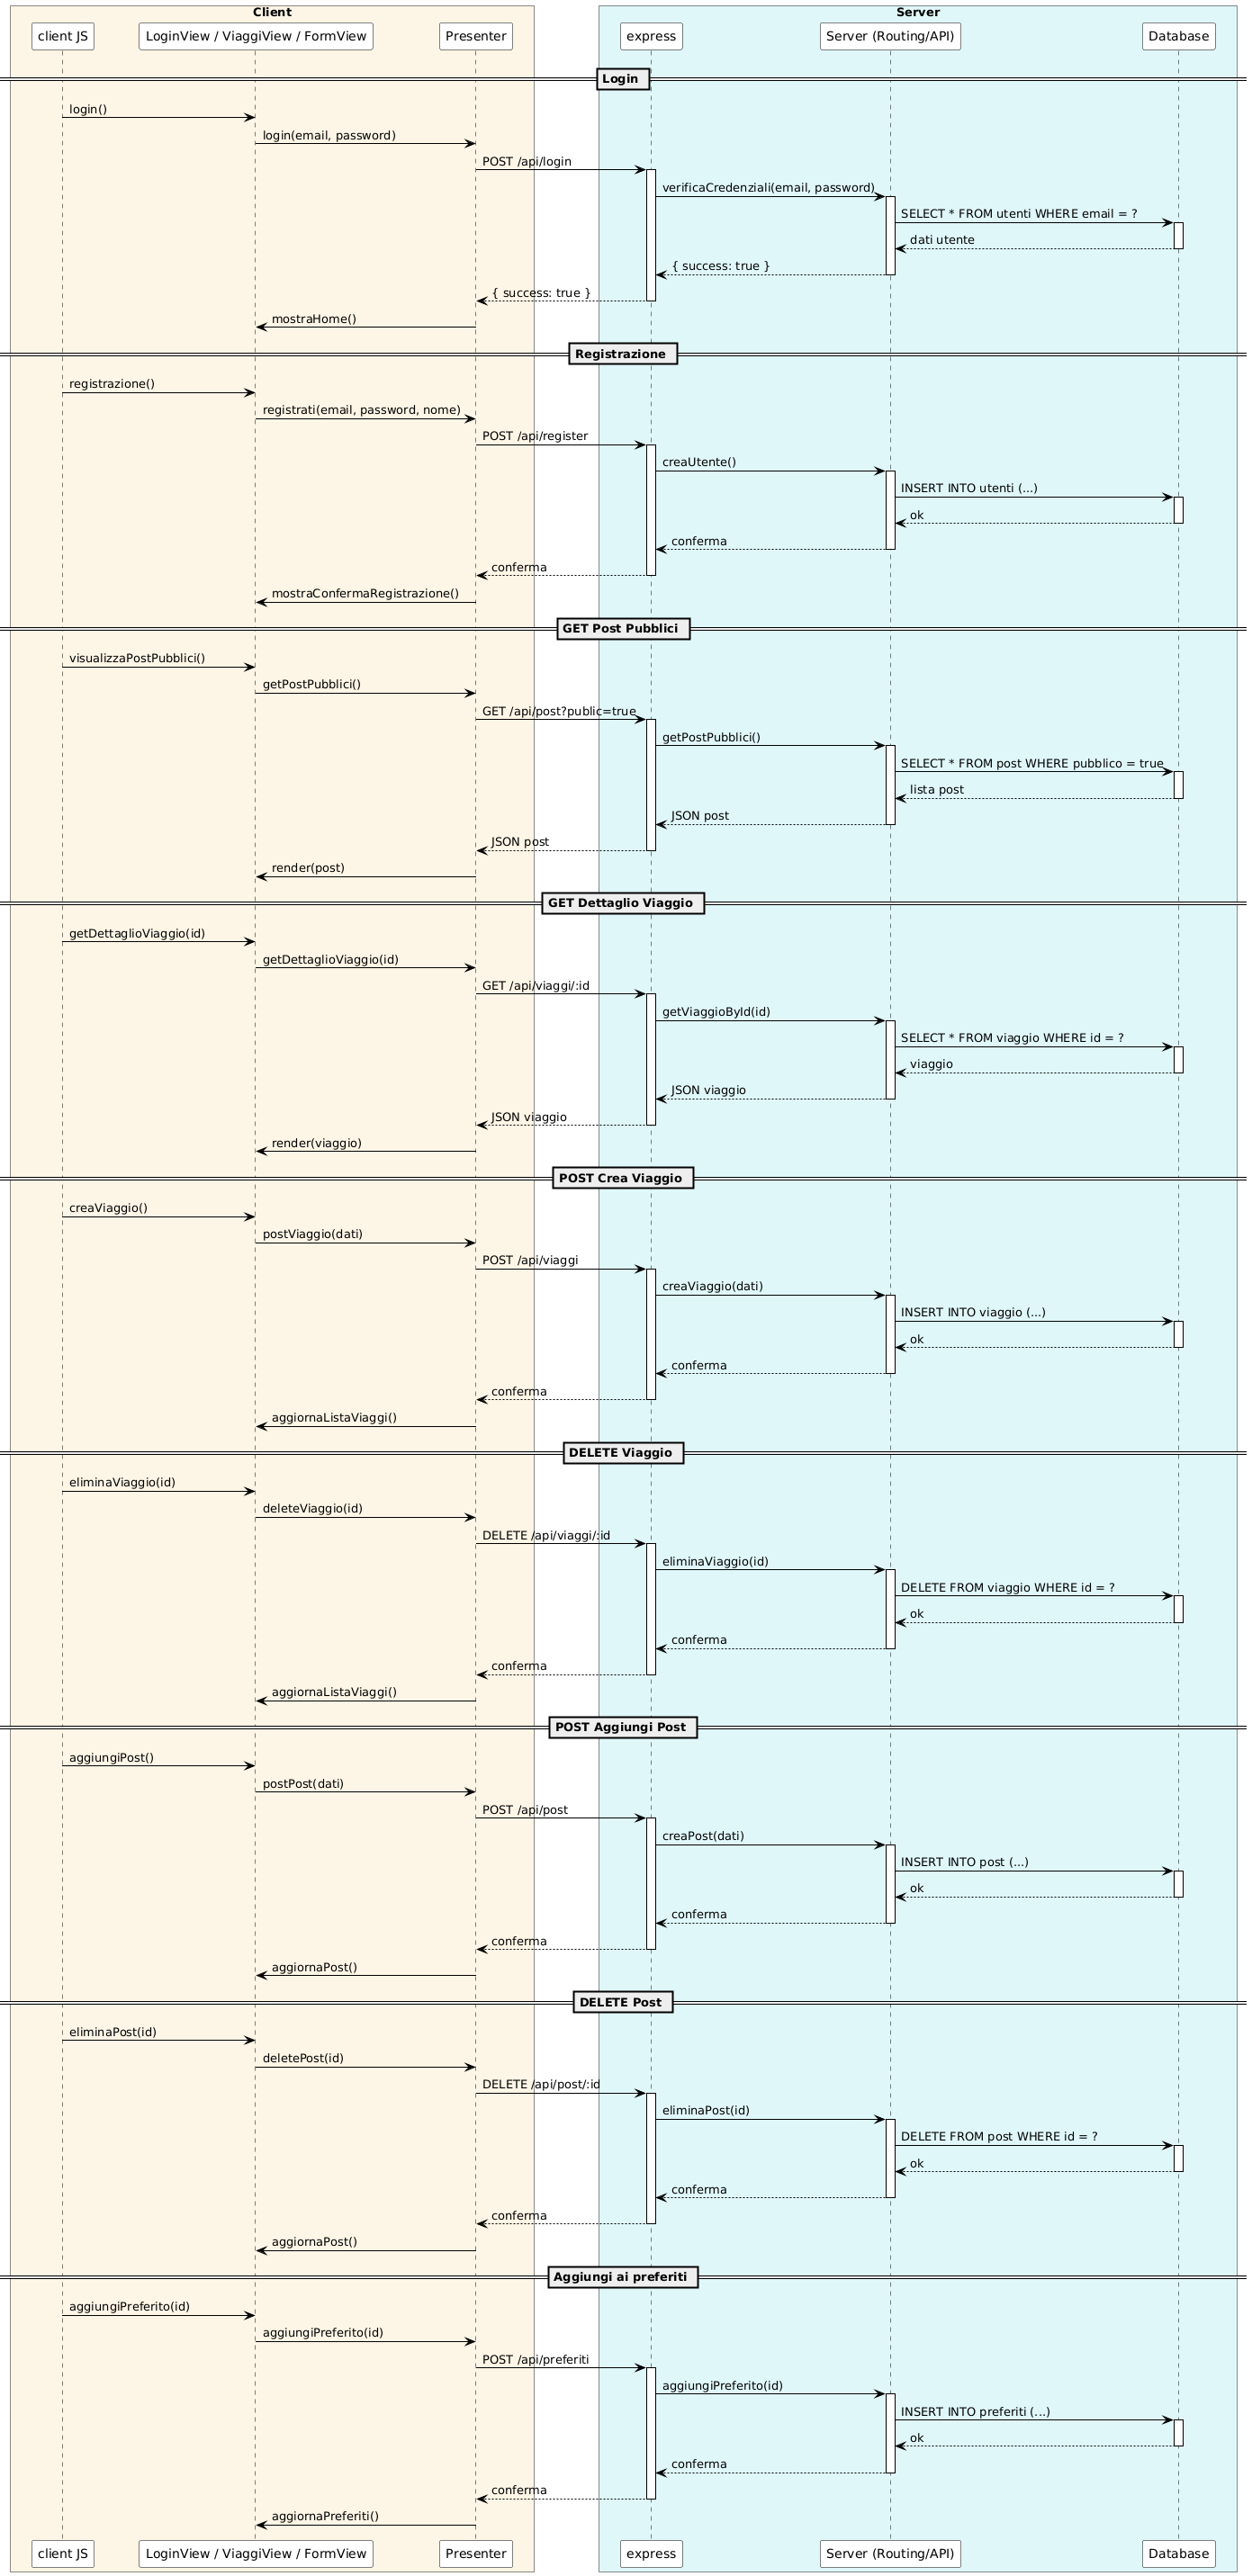 Client
Server
client JS
LoginView / ViaggiView / FormView
Presenter
express
Server (Routing/API)
Database
Login
login()
login(email, password)
POST /api/login
verificaCredenziali(email, password)
SELECT * FROM utenti WHERE email = ?
dati utente
{ success: true }
{ success: true }
mostraHome()
Registrazione
registrazione()
registrati(email, password, nome)
POST /api/register
creaUtente()
INSERT INTO utenti (...)
ok
conferma
conferma
mostraConfermaRegistrazione()
GET Post Pubblici
visualizzaPostPubblici()
getPostPubblici()
GET /api/post?public=true
getPostPubblici()
SELECT * FROM post WHERE pubblico = true
lista post
JSON post
JSON post
render(post)
GET Dettaglio Viaggio
getDettaglioViaggio(id)
getDettaglioViaggio(id)
GET /api/viaggi/:id
getViaggioById(id)
SELECT * FROM viaggio WHERE id = ?
viaggio
JSON viaggio
JSON viaggio
render(viaggio)
POST Crea Viaggio
creaViaggio()
postViaggio(dati)
POST /api/viaggi
creaViaggio(dati)
INSERT INTO viaggio (...)
ok
conferma
conferma
aggiornaListaViaggi()
DELETE Viaggio
eliminaViaggio(id)
deleteViaggio(id)
DELETE /api/viaggi/:id
eliminaViaggio(id)
DELETE FROM viaggio WHERE id = ?
ok
conferma
conferma
aggiornaListaViaggi()
POST Aggiungi Post
aggiungiPost()
postPost(dati)
POST /api/post
creaPost(dati)
INSERT INTO post (...)
ok
conferma
conferma
aggiornaPost()
DELETE Post
eliminaPost(id)
deletePost(id)
DELETE /api/post/:id
eliminaPost(id)
DELETE FROM post WHERE id = ?
ok
conferma
conferma
aggiornaPost()
Aggiungi ai preferiti
aggiungiPreferito(id)
aggiungiPreferito(id)
POST /api/preferiti
aggiungiPreferito(id)
INSERT INTO preferiti (...)
ok
conferma
conferma
aggiornaPreferiti()
client JS
LoginView / ViaggiView / FormView
Presenter
express
Server (Routing/API)
Database